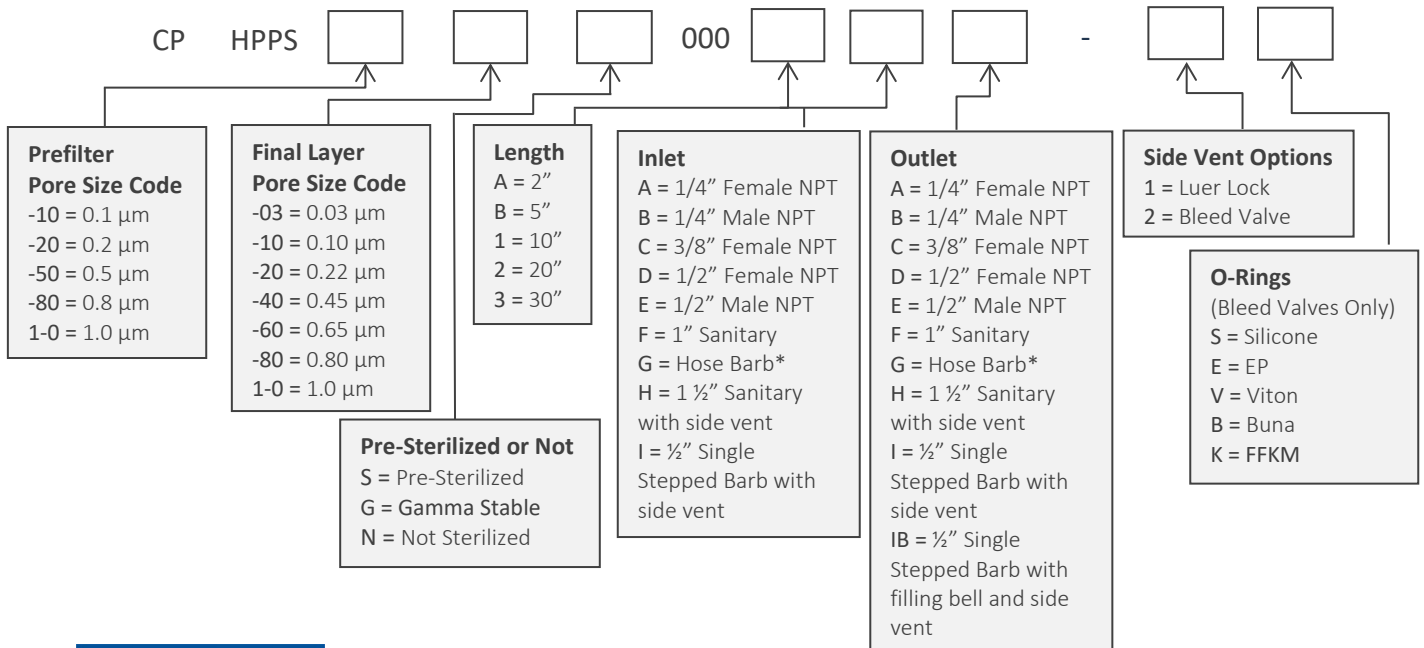 CP HPPS 000 -
Prefilter
Pore Size Code
-10 = 0.1 µm
-20 = 0.2 µm
-50 = 0.5 µm
-80 = 0.8 µm
1-0 = 1.0 µm
Final Layer
Pore Size Code
-03 = 0.03 µm
-10 = 0.10 µm
-20 = 0.22 µm
-40 = 0.45 µm
-60 = 0.65 µm
-80 = 0.80 µm
1-0 = 1.0 µm
Pre-Sterilized or Not
S = Pre-Sterilized
G = Gamma Stable
N = Not Sterilized
Length
A = 2”
B = 5”
1 = 10”
2 = 20”
3 = 30”
Inlet
A = 1/4” Female NPT
B = 1/4” Male NPT
C = 3/8” Female NPT
D = 1/2” Female NPT
E = 1/2” Male NPT
F = 1” Sanitary
G = Hose Barb*
H = 1 ½” Sanitary
with side vent
I = ½” Single
Stepped Barb with
side vent
Outlet
A = 1/4” Female NPT
B = 1/4” Male NPT
C = 3/8” Female NPT
D = 1/2” Female NPT
E = 1/2” Male NPT
F = 1” Sanitary
G = Hose Barb*
H = 1 ½” Sanitary
with side vent
I = ½” Single
Stepped Barb with
side vent
IB = ½” Single
Stepped Barb with
filling bell and side
vent
Side Vent Options
1 = Luer Lock
2 = Bleed Valve
O-Rings
(Bleed Valves Only)
S = Silicone
E = EP
V = Viton
B = Buna
K = FFKM